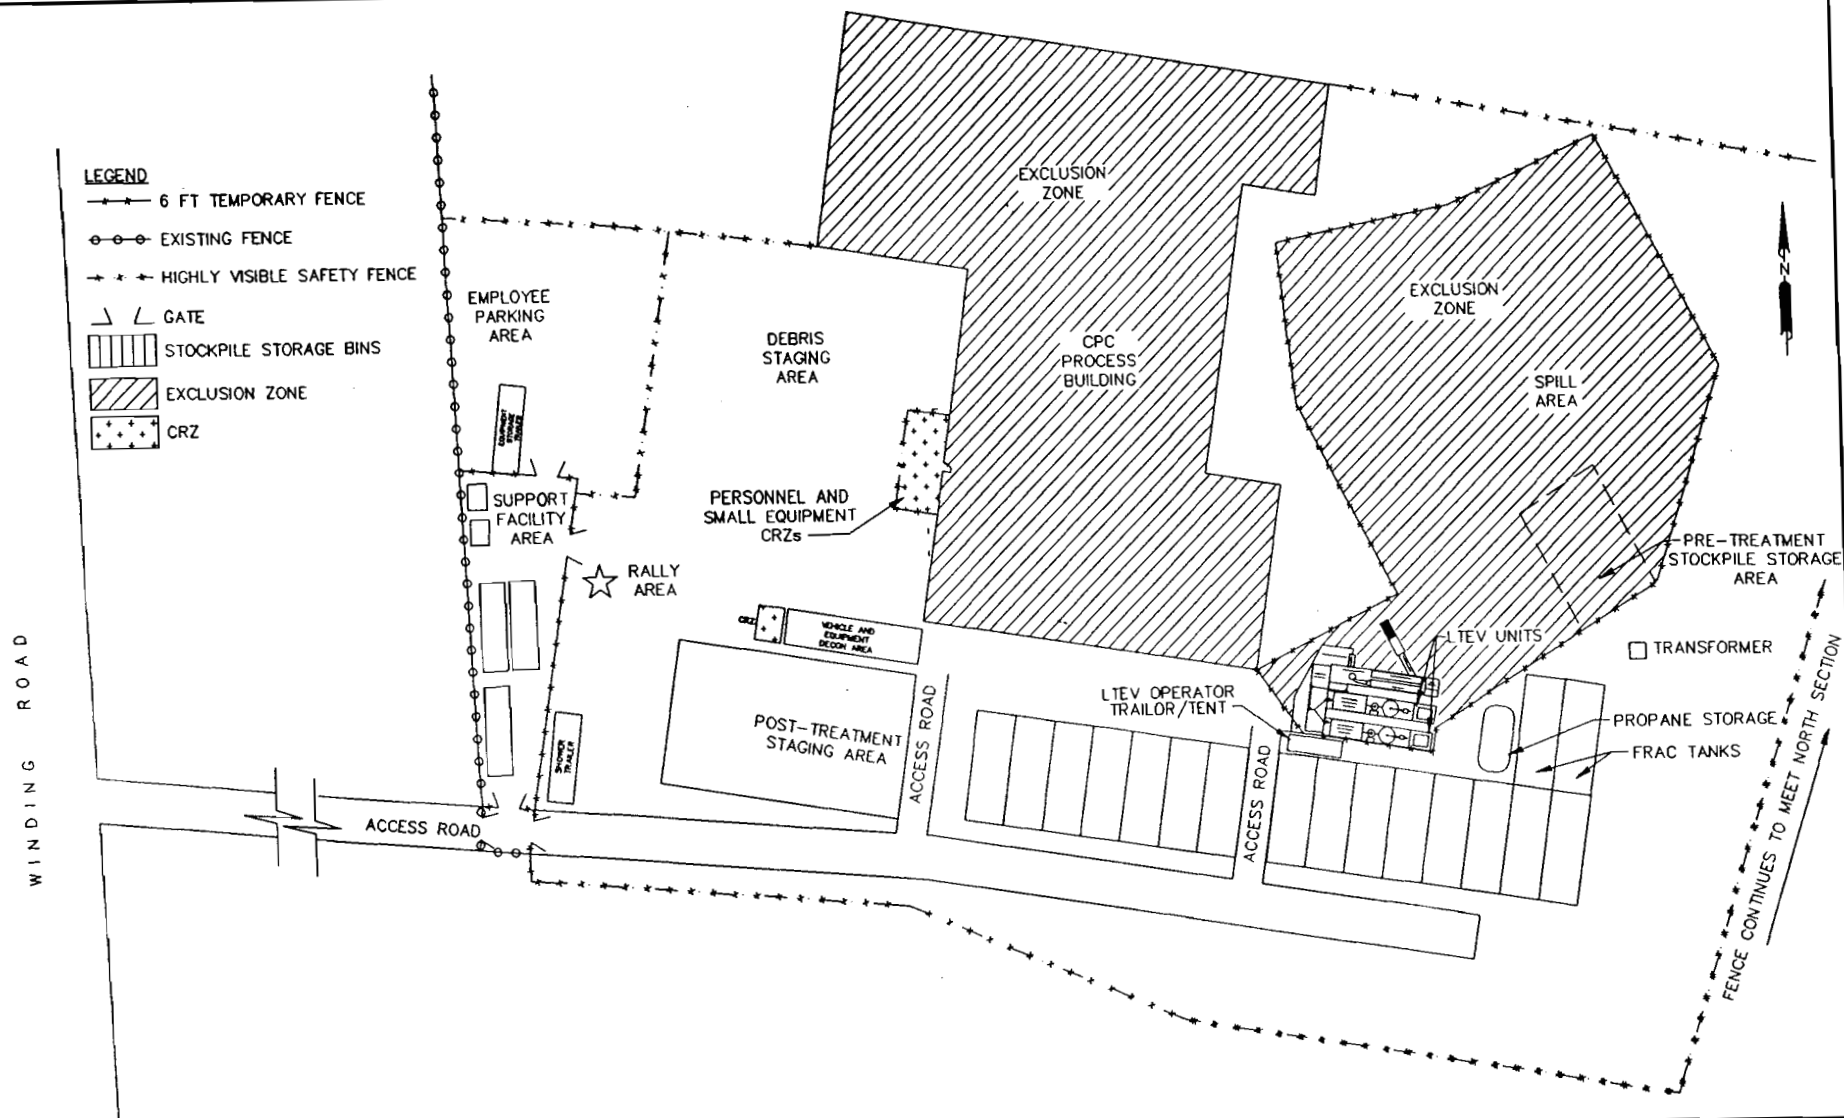 LEGEND
6 FT TEMPORARY FENCE
EXISTING FENCE
HIGHLY VISIBLE SAFETY FENCE
GATE
STOCKPILE STORAGE BINS
EXCLUSION ZONE
CRZ
WINDING ROAD
EMPLOYEE
PARKING
AREA
EQUIPMENT
STORAGE
TRAILER
SUPPORT
FACILITY
AREA
RALLY
AREA
SHOWER
TRAILER
ACCESS ROAD
DEBRIS
STAGING
AREA
PERSONNEL AND
SMALL EQUIPMENT
CRZs
CRZ
VEHICLE AND
EQUIPMENT
DECON AREA
POST-TREATMENT
STAGING AREA
ACCESS ROAD
EXCLUSION
ZONE
CPC
PROCESS
BUILDING
EXCLUSION
ZONE
SPILL
AREA
N
PRE-TREATMENT
STOCKPILE STORAGE
AREA
LTEV UNITS
TRANSFORMER
LTEV OPERATOR
TRAILOR/TENT
ACCESS ROAD
PROPANE STORAGE
FRAC TANKS
FENCE CONTINUES TO MEET NORTH SECTION